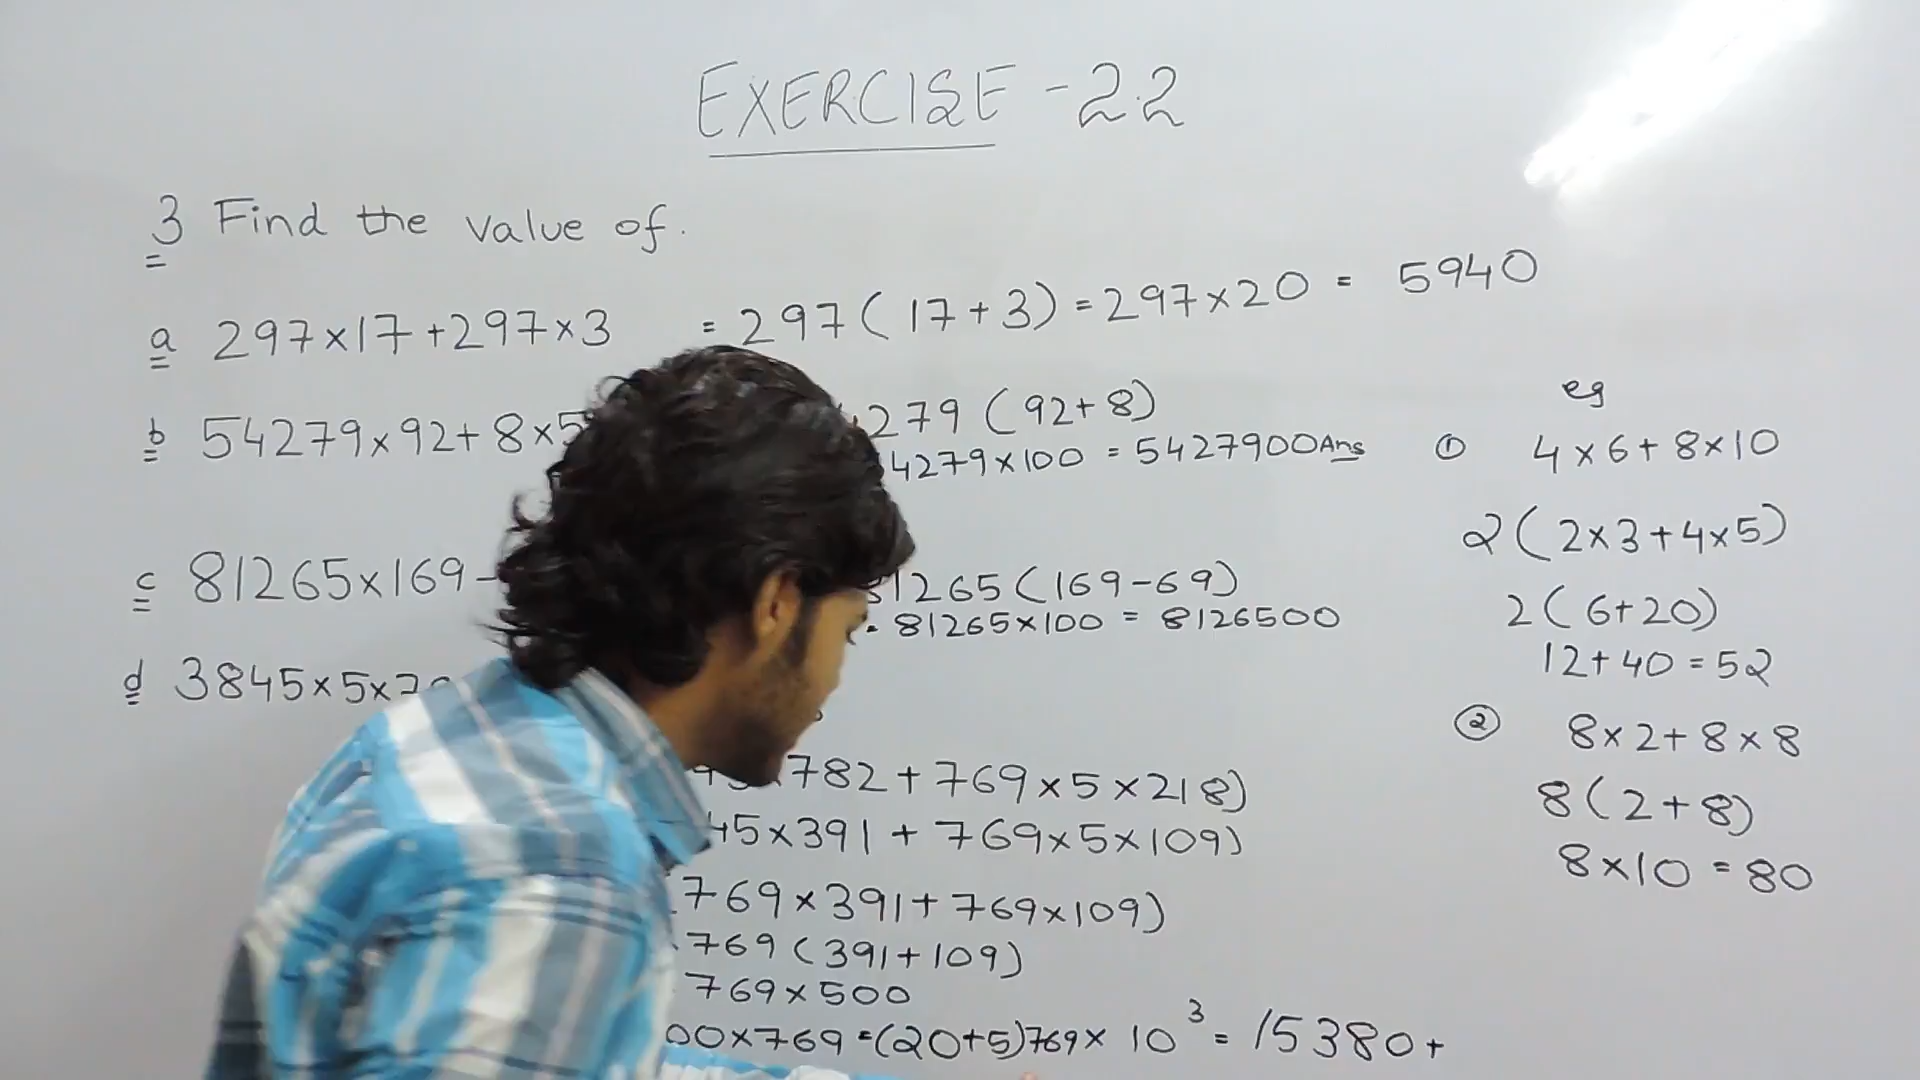 EXERCISE - 2.2
3 Find the value of.
a 297×17+297×3 = 297(17+3) = 297×20 = 5940
b 54279×92+8×5 279 (92+8)
4279×100 = 5427900 Ans
c 81265×169- 1265(169-69)
81265×100 = 8126500
d 3845×5×7
×782+769×5×218)
45×391 + 769×5×109)
769×391+769×109)
769(391+109)
769×500
00×769 =(20+5)769×10³ = 15380+
eg
① 4×6+8×10
2(2×3+4×5)
2(6+20)
12+40=52
② 8×2+8×8
8(2+8)
8×10=80